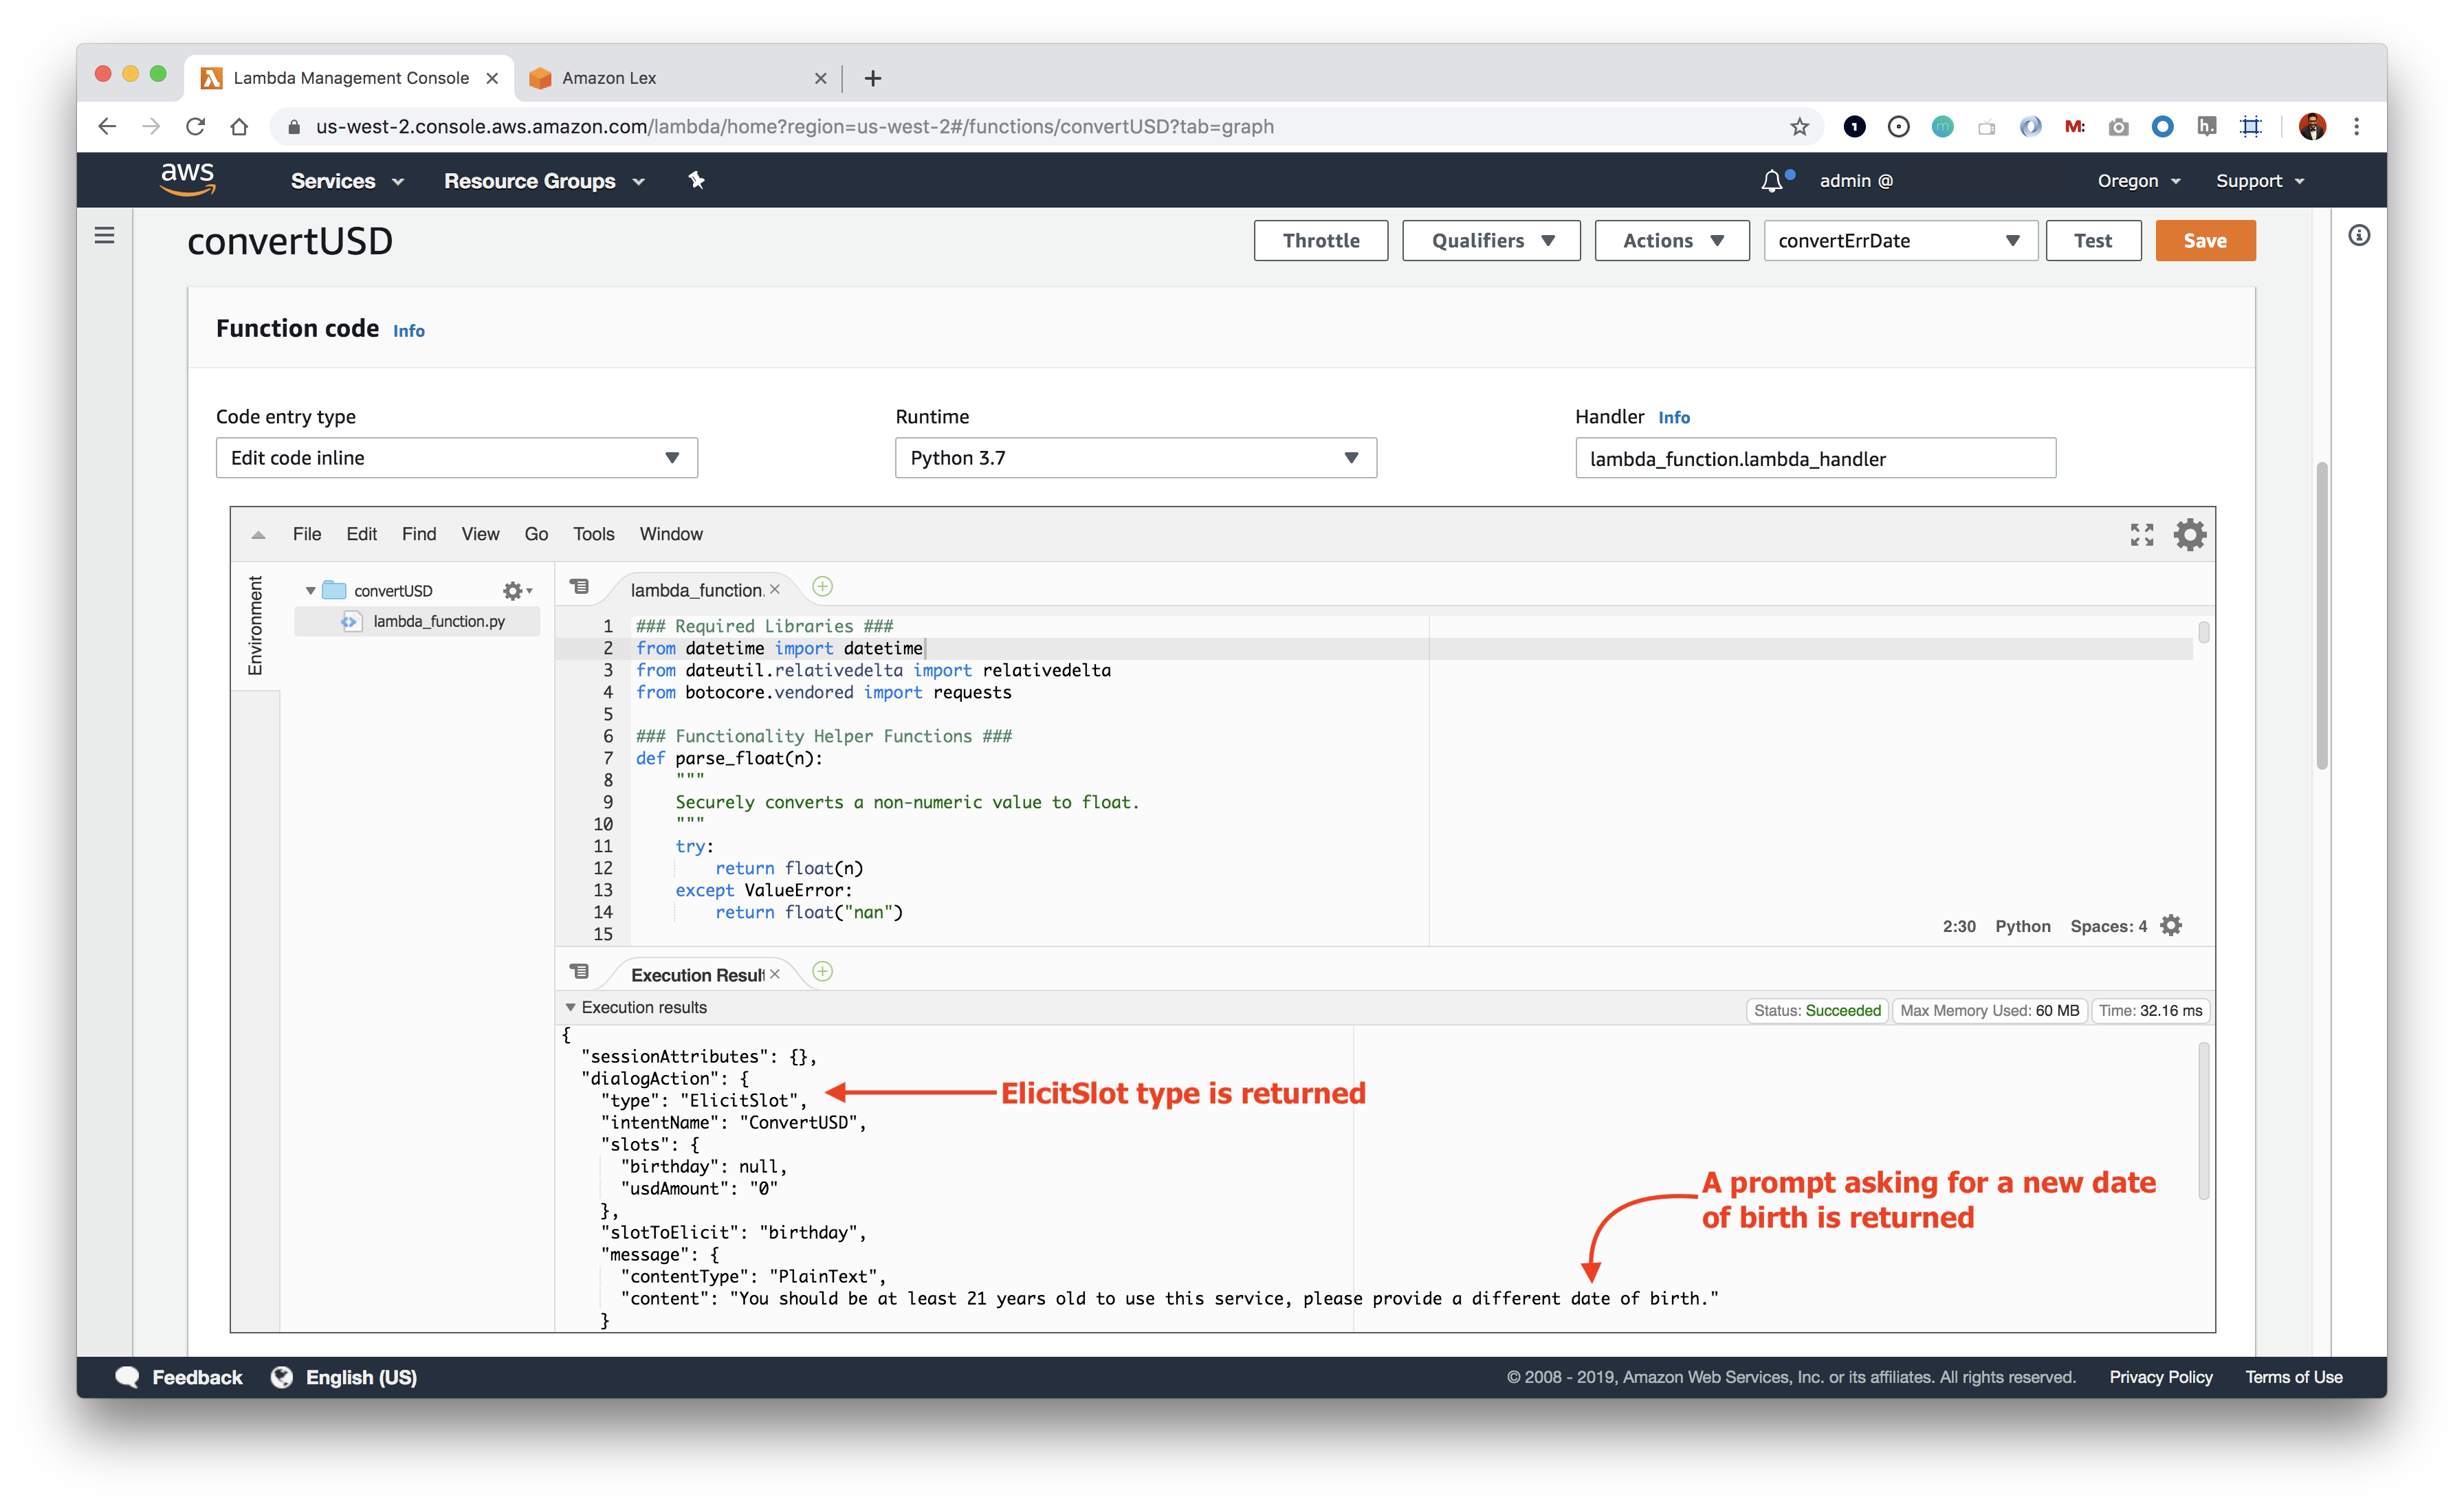 Lambda Management Console
Amazon Lex
us-west-2.console.aws.amazon.com/lambda/home?region=us-west-2#/functions/convertUSD?tab=graph
aws
Services
Resource Groups
admin @
Oregon
Support
convertUSD
Throttle
Qualifiers
Actions
convertErrDate
Test
Save
Function code Info
Code entry type
Runtime
Handler Info
Edit code inline
Python 3.7
lambda_function.lambda_handler
File Edit Find View Go Tools Window
Environment
convertUSD
lambda_function.py
lambda_function.
1 ### Required Libraries ###
2 from datetime import datetime
3 from dateutil.relativedelta import relativedelta
4 from botocore.vendored import requests
5
6 ### Functionality Helper Functions ###
7 def parse_float(n):
8 """
9 Securely converts a non-numeric value to float.
10 """
11 try:
12 return float(n)
13 except ValueError:
14 return float("nan")
15
2:30 Python Spaces: 4
Execution Result
Execution results
Status: Succeeded
Max Memory Used: 60 MB
Time: 32.16 ms
{
"sessionAttributes": {},
"dialogAction": {
"type": "ElicitSlot",
"intentName": "ConvertUSD",
"slots": {
"birthday": null,
"usdAmount": "0"
},
"slotToElicit": "birthday",
"message": {
"contentType": "PlainText",
"content": "You should be at least 21 years old to use this service, please provide a different date of birth."
}
ElicitSlot type is returned
A prompt asking for a new date
of birth is returned
Feedback
English (US)
© 2008 - 2019, Amazon Web Services, Inc. or its affiliates. All rights reserved.
Privacy Policy
Terms of Use